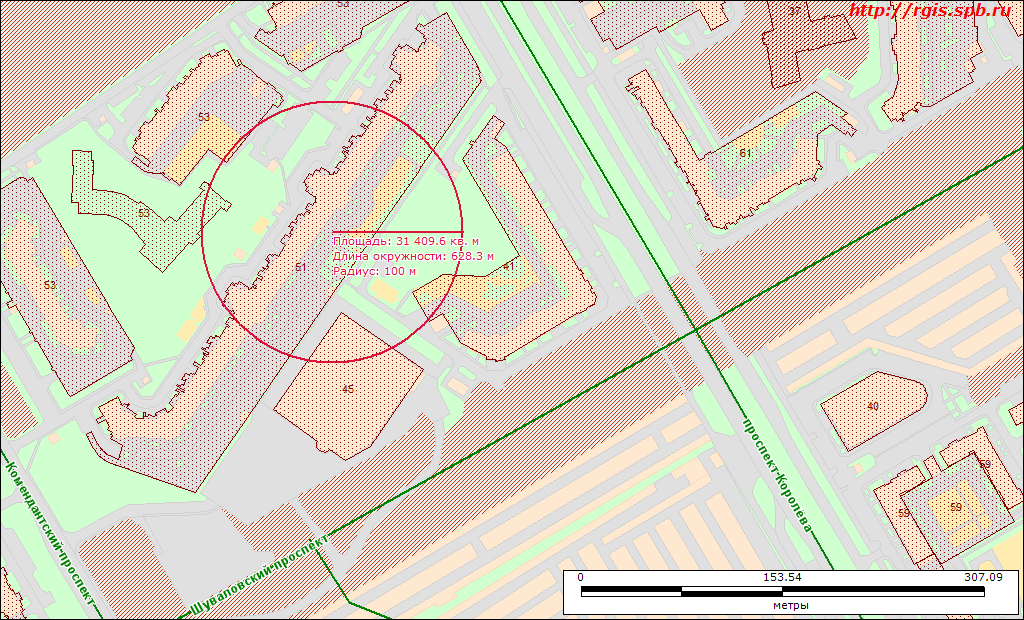 http://rgis.spb.ru
53
37
53
61
53
Площадь: 31 409.6 кв. м
Длина окружности: 628.3 м
Радиус: 100 м
51
41
53
45
40
проспект Королева
59
59
59
Комендантский проспект
Шуваловский проспект
0 153.54 307.09
метры